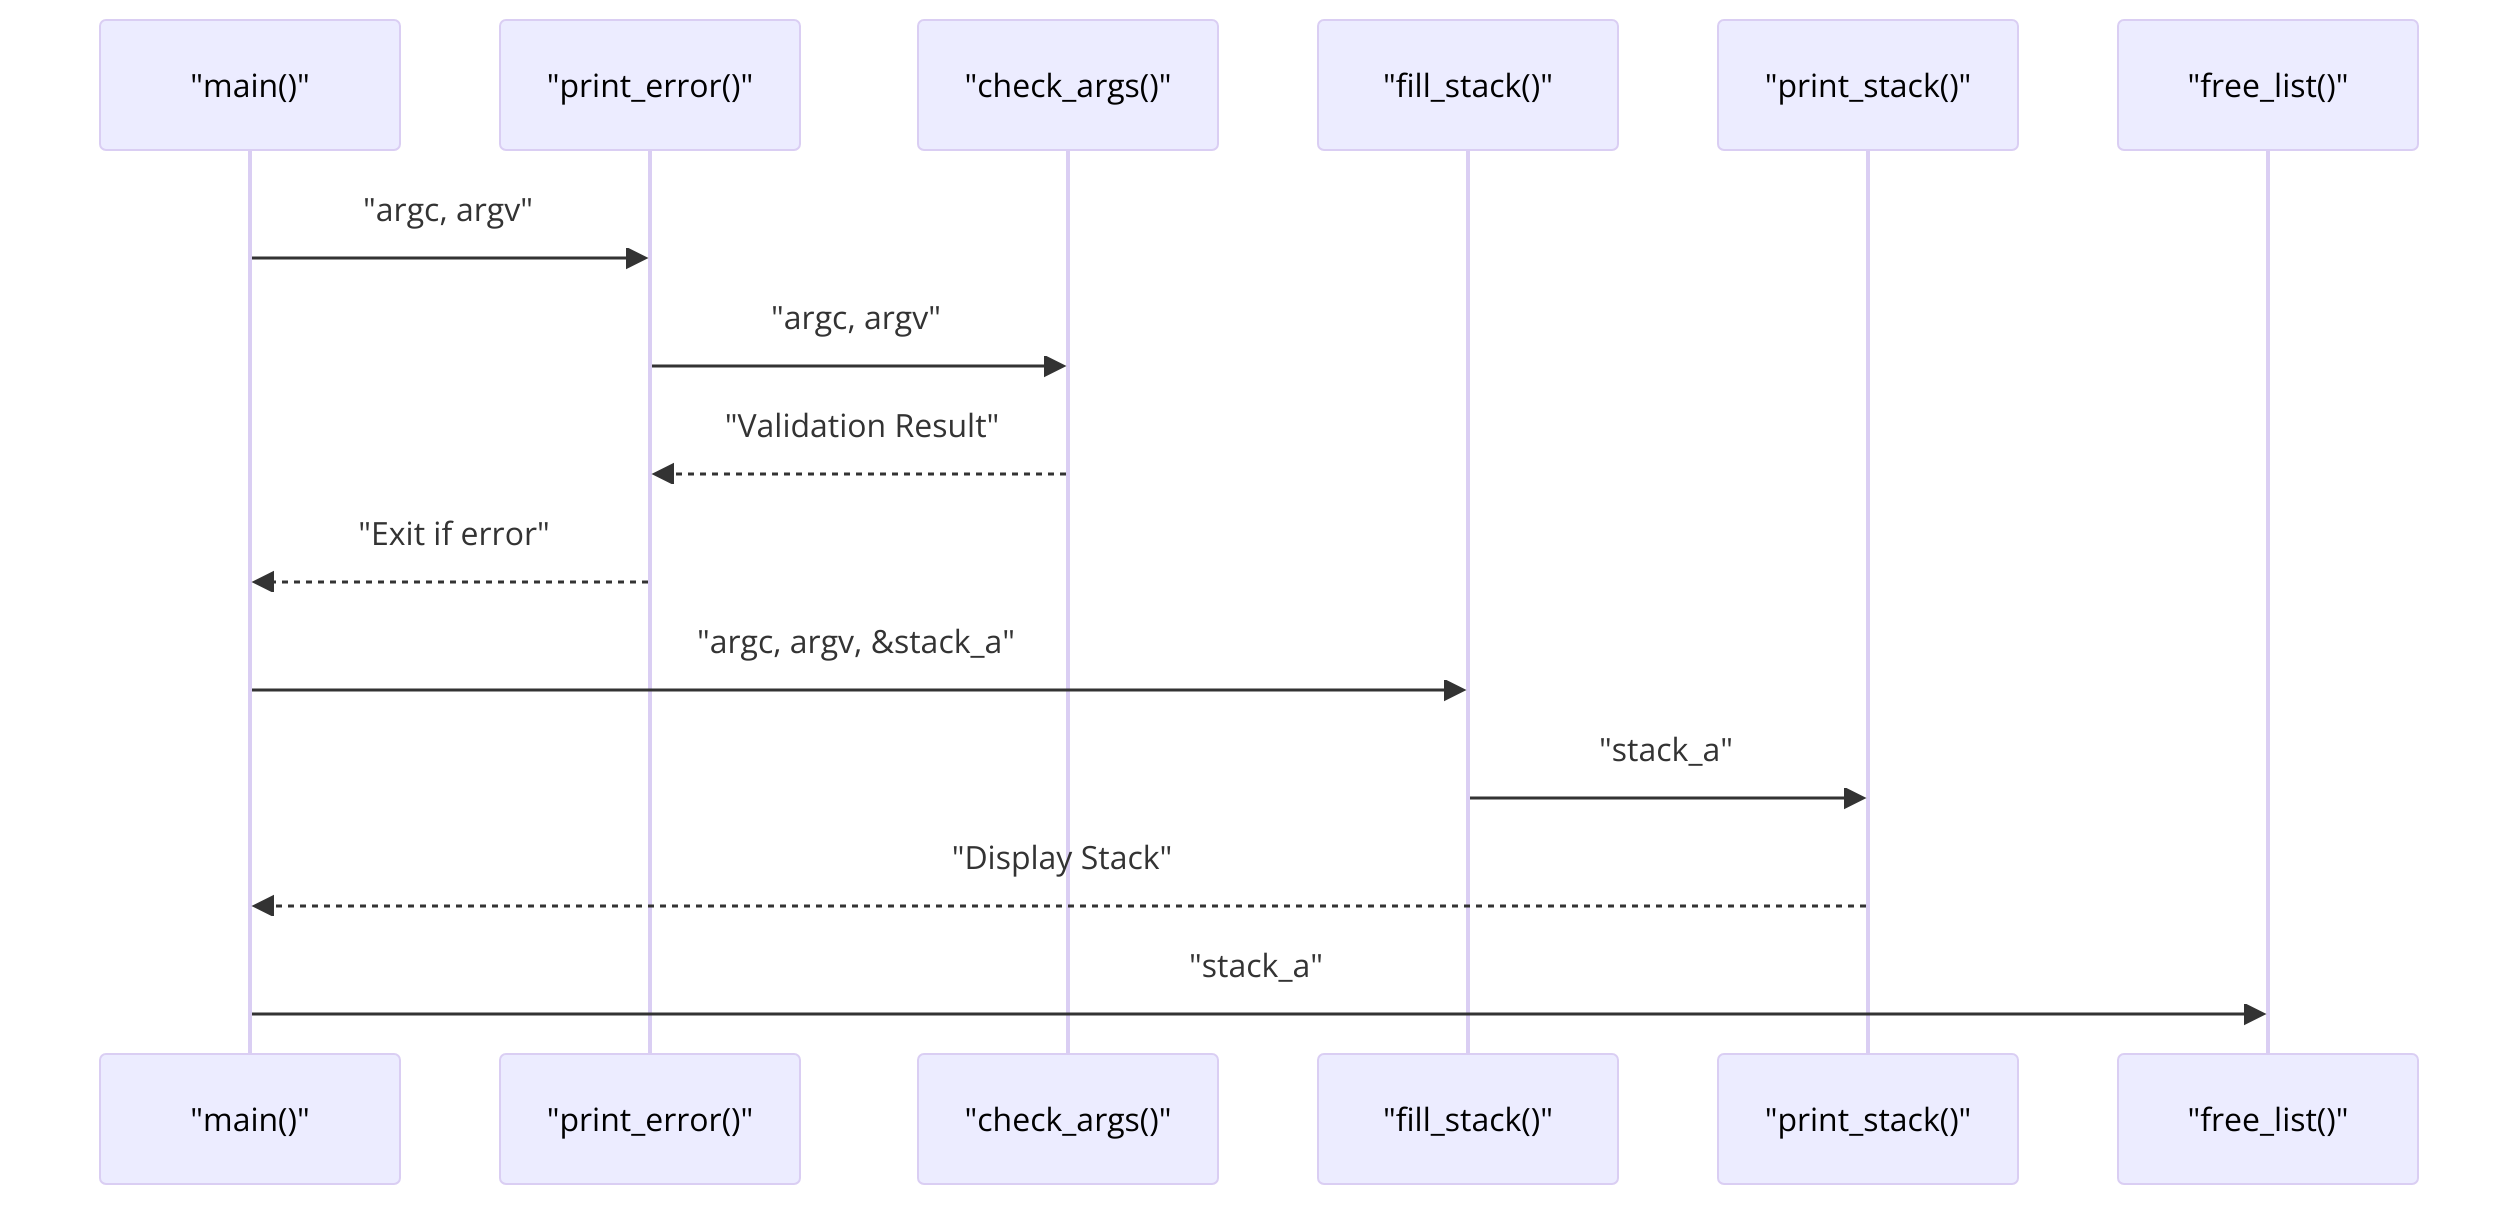 "main()"
"print_error()"
"check_args()"
"fill_stack()"
"print_stack()"
"free_list()"
"argc, argv"
"argc, argv"
"Validation Result"
"Exit if error"
"argc, argv, &stack_a"
"stack_a"
"Display Stack"
"stack_a"
"main()"
"print_error()"
"check_args()"
"fill_stack()"
"print_stack()"
"free_list()"